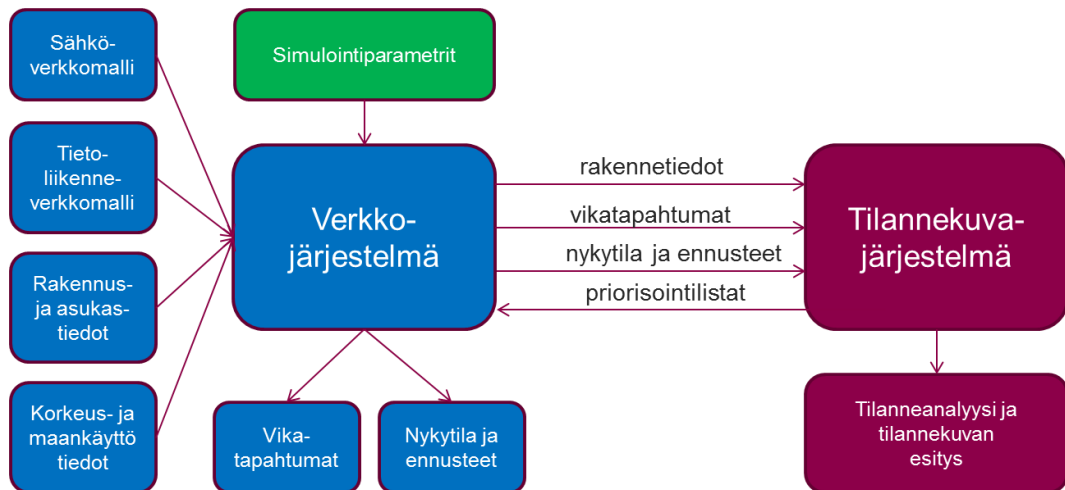 Sähkö-
verkkomalli
Simulointiparametrit
Tieto-
liikenne-
verkkomalli
Verkko-
järjestelmä
rakennetiedot
vikatapahtumat
nykytila ja ennusteet
priorisointilistat
Tilannekuva-
järjestelmä
Rakennus-
ja asukas-
tiedot
Korkeus- ja
maankäyttö
tiedot
Vika-
tapahtumat
Nykytila ja
ennusteet
Tilanneanalyysi ja
tilannekuvan
esitys